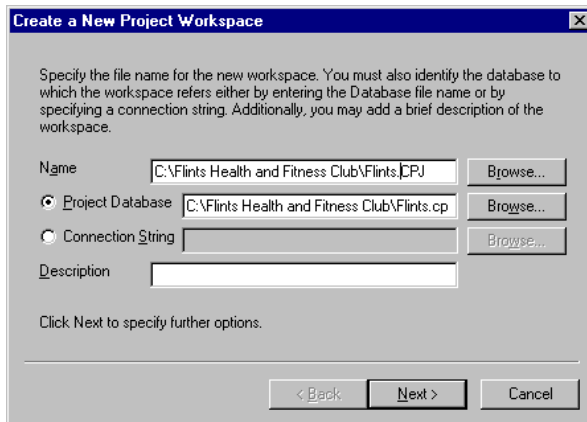 Create a New Project Workspace
Specify the file name for the new workspace. You must also identify the database to
which the workspace refers either by entering the Database file name or by
specifying a connection string. Additionally, you may add a brief description of the
workspace.
Name C:\Flints Health and Fitness Club\Flints.CPJ Browse...
Project Database C:\Flints Health and Fitness Club\Flints.cp Browse...
Connection String Browse...
Description
Click Next to specify further options.
< Back Next > Cancel